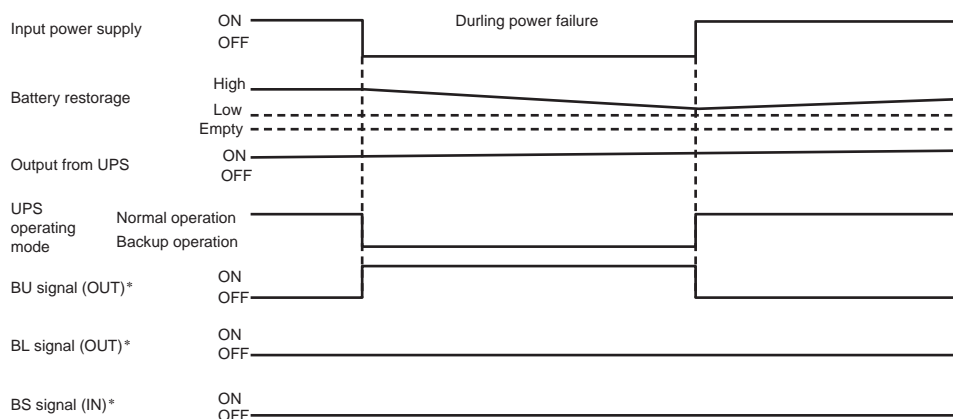 Input power supply
ON
OFF
Durling power failure
Battery restorage
High
Low
Empty
Output from UPS
ON
OFF
UPS
operating
mode
Normal operation
Backup operation
BU signal (OUT)*
ON
OFF
BL signal (OUT)*
ON
OFF
BS signal (IN)*
ON
OFF